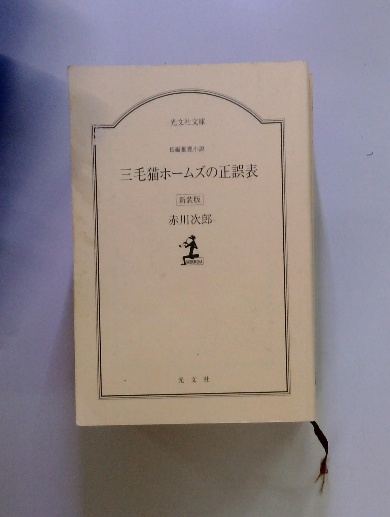 光文社文庫
長編推理小説
三毛猫ホームズの正誤表
新装版
赤川次郎
光文社